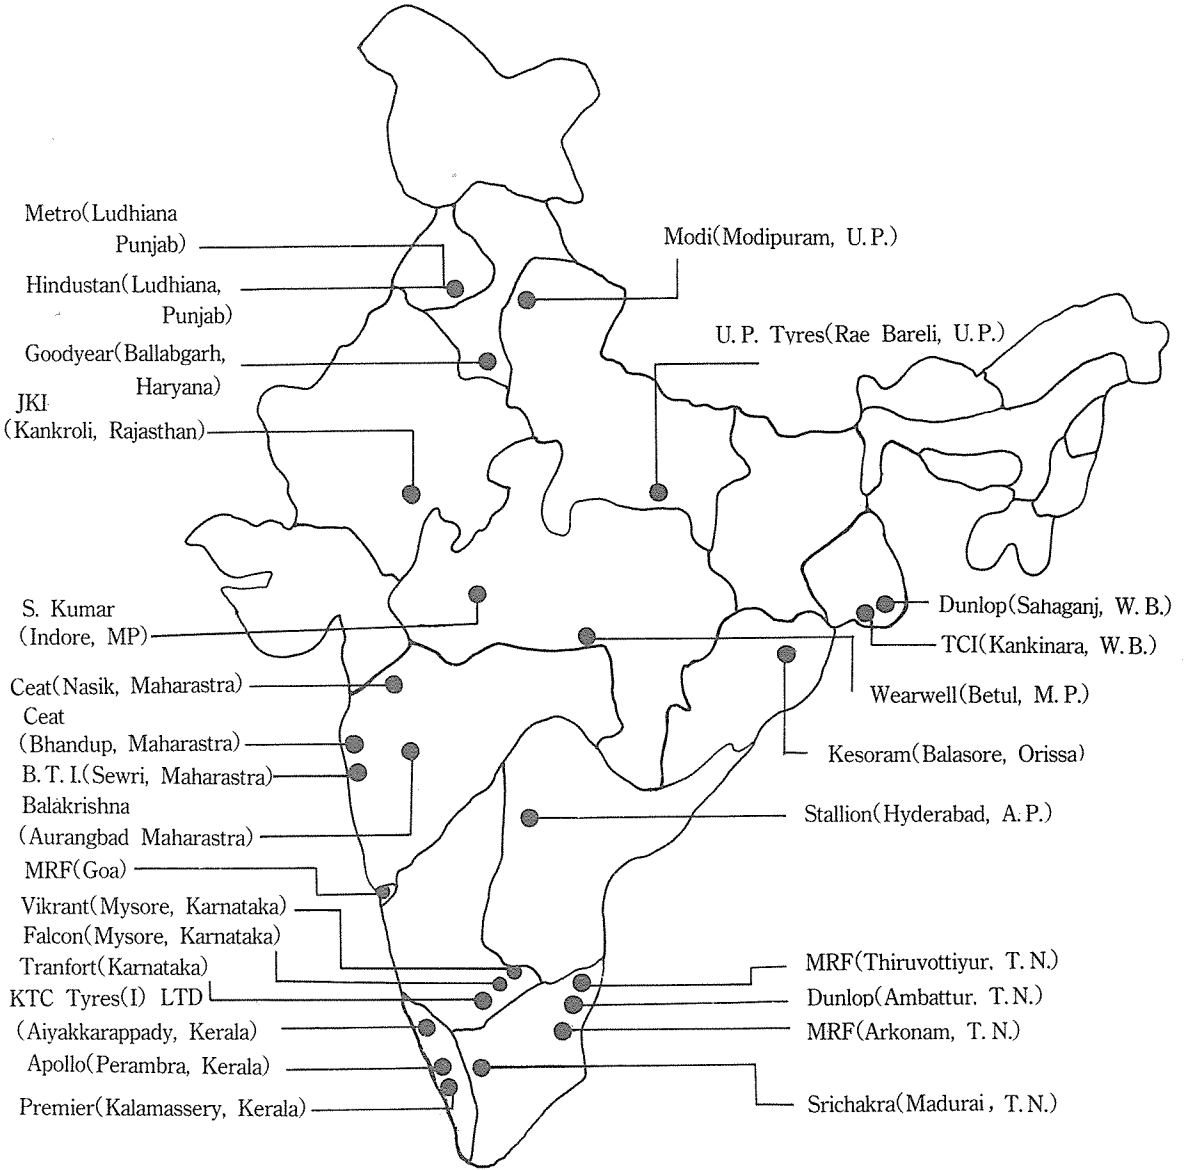 Metro(Ludhiana
Punjab)
Hindustan(Ludhiana,
Punjab)
Goodyear(Ballabgarh,
Haryana)
JKI
(Kankroli, Rajasthan)
S. Kumar
(Indore, MP)
Ceat(Nasik, Maharastra)
Ceat
(Bhandup, Maharastra)
B. T. I.(Sewri, Maharastra)
Balakrishna
(Aurangbad Maharastra)
MRF(Goa)
Vikrant(Mysore, Karnataka)
Falcon(Mysore, Karnataka)
Tranfort(Karnataka)
KTC Tyres(I) LTD
(Aiyakkarappady, Kerala)
Apollo(Perambra, Kerala)
Premier(Kalamassery, Kerala)
Modi(Modipuram, U. P.)
U. P. Tyres(Rae Bareli, U. P.)
Dunlop(Sahaganj, W. B.)
TCI(Kankinara, W. B.)
Wearwell(Betul, M. P.)
Kesoram(Balasore, Orissa)
Stallion(Hyderabad, A. P.)
MRF(Thiruvottiyur, T. N.)
Dunlop(Ambattur, T. N.)
MRF(Arkonam, T. N.)
Srichakra(Madurai, T. N.)